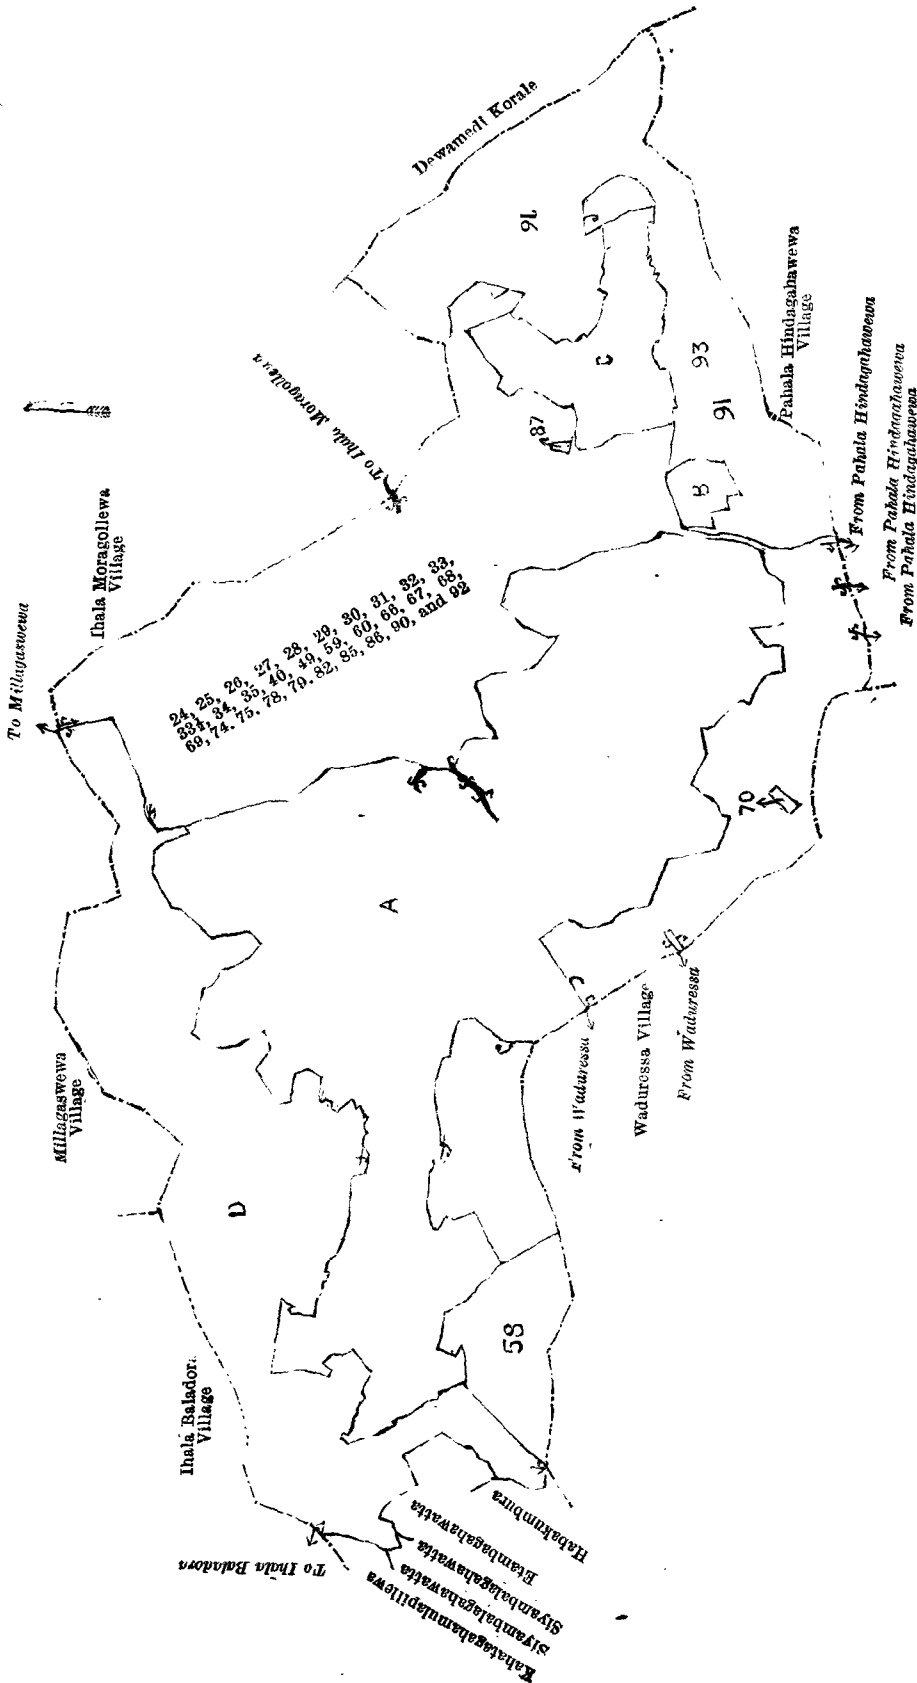 To Millagaswewa
Ihala Moragollewa
Village
To Ihala Moragollewa
Dewamedi Korale
Millagaswewa
Village
24, 25, 26, 27, 28, 29, 30, 31, 32, 33,
33½, 34, 35, 40, 49, 59, 60, 66, 67, 68,
69, 74, 75, 78, 79, 82, 85, 86, 90, and 92
91
C
87
93
91
B
Pahala Hindagahawewa
Village
From Pahala Hindagahawewa
From Pahala Hindagahawewa
From Pahala Hindagahawewa
A
70
D
From Waduressa
Waduressa Village
From Waduressa
58
Ihala Baladora
Village
To Ihala Baladora
Kahatagahamulapillewa
Siyambalagahawatta
Siyambalagahawatta
Etambagahawatta
Habakumbura